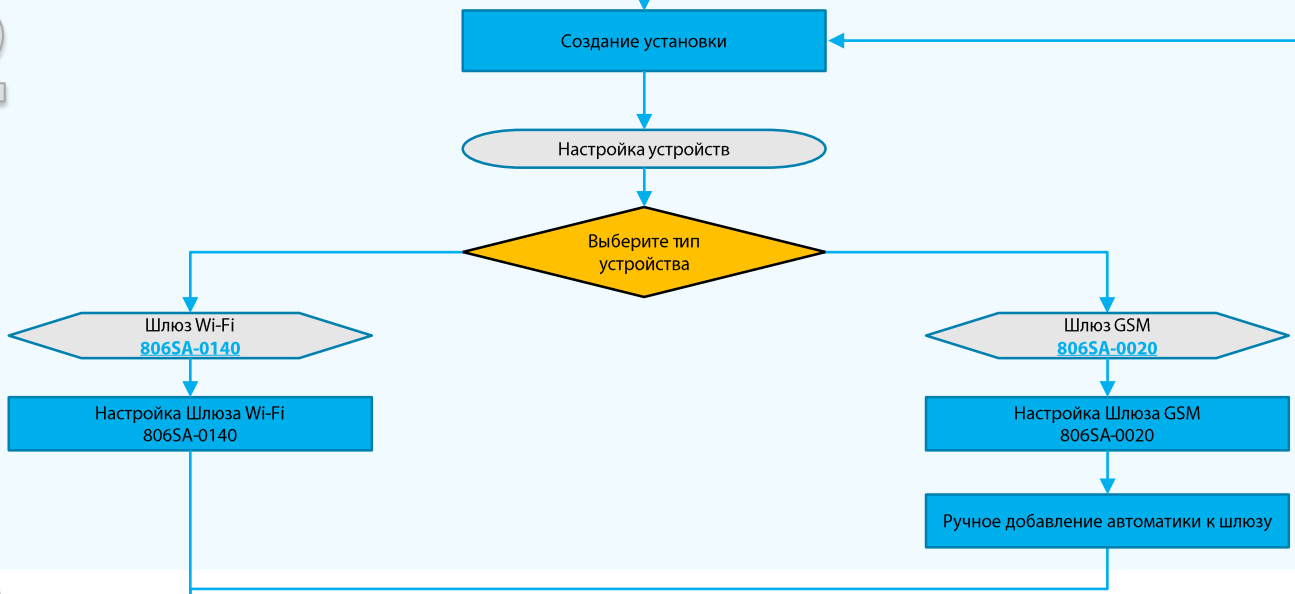 Создание установки
Настройка устройств
Выберите тип
устройства
Шлюз Wi-Fi
806SA-0140
Шлюз GSM
806SA-0020
Настройка Шлюза Wi-Fi
806SA-0140
Настройка Шлюза GSM
806SA-0020
Ручное добавление автоматики к шлюзу